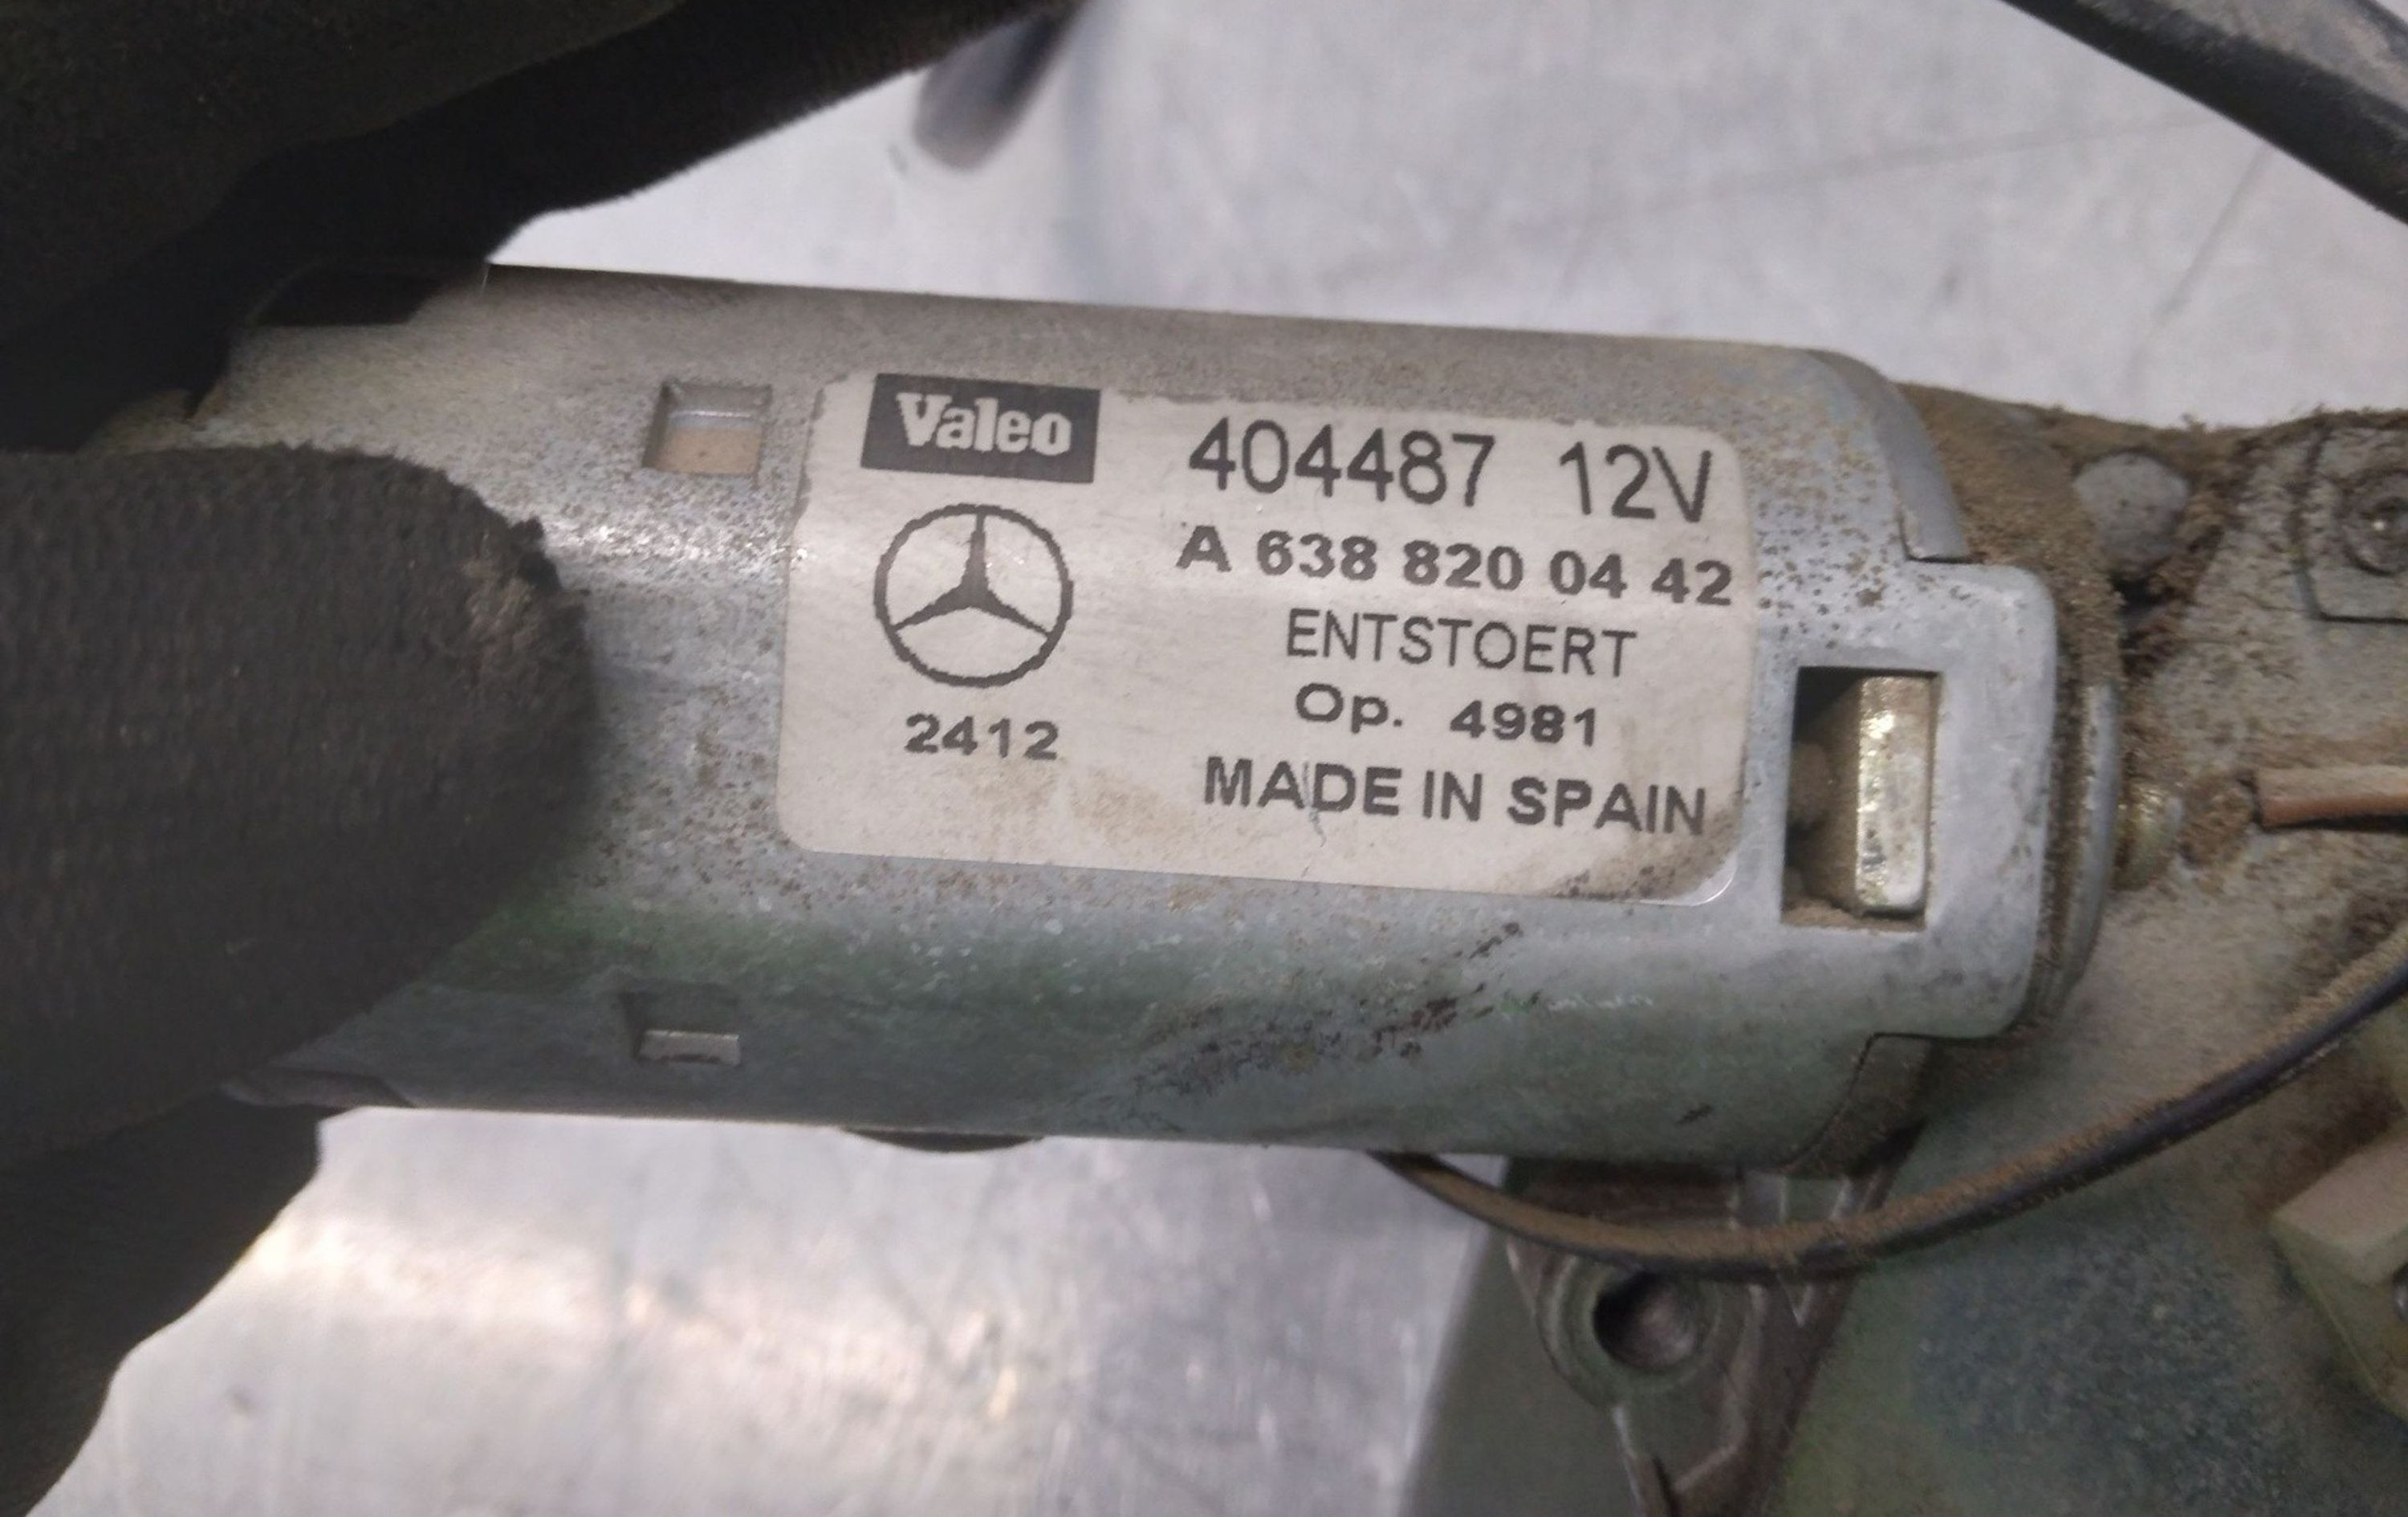 Valeo
404487 12V
A 638 820 04 42
ENTSTOERT
Op. 4981
2412
MADE IN SPAIN